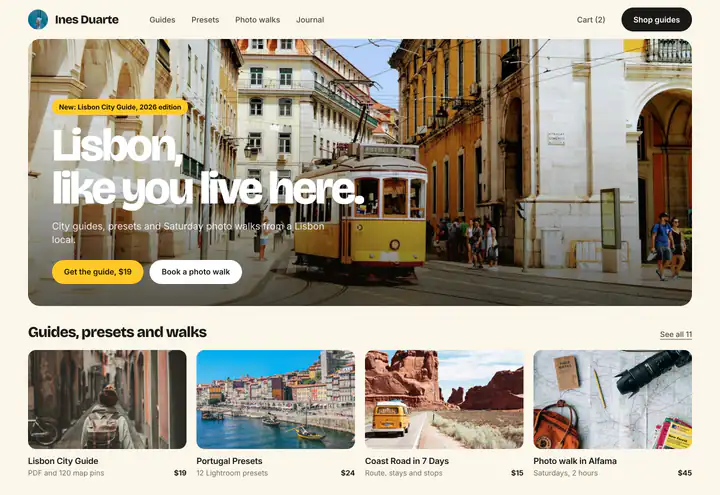 Ines Duarte
Guides
Presets
Photo walks
Journal
Cart (2)
Shop guides
New: Lisbon City Guide, 2026 edition
Lisbon,
like you live here.
City guides, presets and Saturday photo walks from a Lisbon
local.
Get the guide, $19
Book a photo walk
Guides, presets and walks
See all 11
Lisbon City Guide
PDF and 120 map pins
$19
Portugal Presets
12 Lightroom presets
$24
Coast Road in 7 Days
Route, stays and stops
$15
Photo walk in Alfama
Saturdays, 2 hours
$45